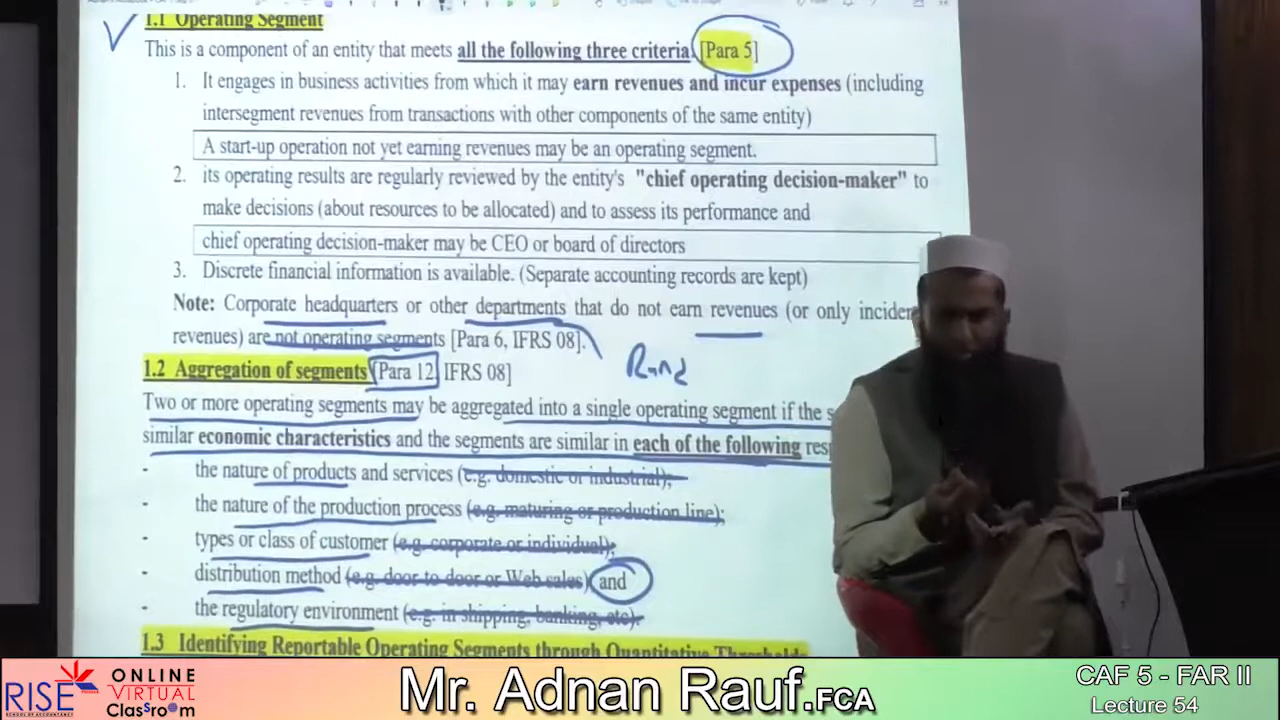 1.1 Operating Segment
This is a component of an entity that meets all the following three criteria. [Para 5]
1. It engages in business activities from which it may earn revenues and incur expenses (including
intersegment revenues from transactions with other components of the same entity)
A start-up operation not yet earning revenues may be an operating segment.
2. its operating results are regularly reviewed by the entity's "chief operating decision-maker" to
make decisions (about resources to be allocated) and to assess its performance and
chief operating decision-maker may be CEO or board of directors
3. Discrete financial information is available. (Separate accounting records are kept)
Note: Corporate headquarters or other departments that do not earn revenues (or only
revenues) are not operating segments [Para 6, IFRS 08].
1.2 Aggregation of segments [Para 12, IFRS 08]
Two or more operating segments may be aggregated into a single operating segment if the
similar economic characteristics and the segments are similar in each of the following
- the nature of products and services (e.g. domestic or industrial);
- the nature of the production process (e.g. maturing or production line);
- types or class of customer (e.g. corporate or individual);
- distribution method (e.g. door to door or Web sales) and
- the regulatory environment (e.g. in shipping, banking, etc).
1.3 Identifying Reportable Operating Segments through Quantitative Thresholds
RISE
SCHOOL OF ACCOUNTANCY
ONLINE
VIRTUAL
ClassrOOm
Mr. Adnan Rauf.FCA
CAF 5 - FAR II
Lecture 54